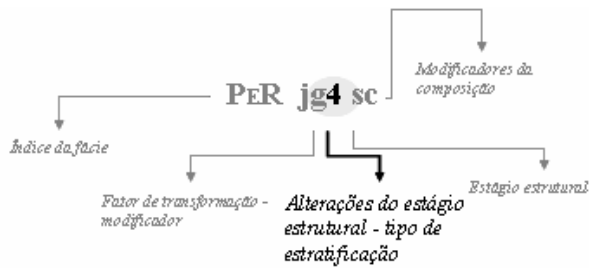 Modificadores da
composição
PER jg4 sc
Índice da fácie
Fator de transformação -
modificador
Alterações do estágio
estrutural - tipo de
estratificação
Estágio estrutural